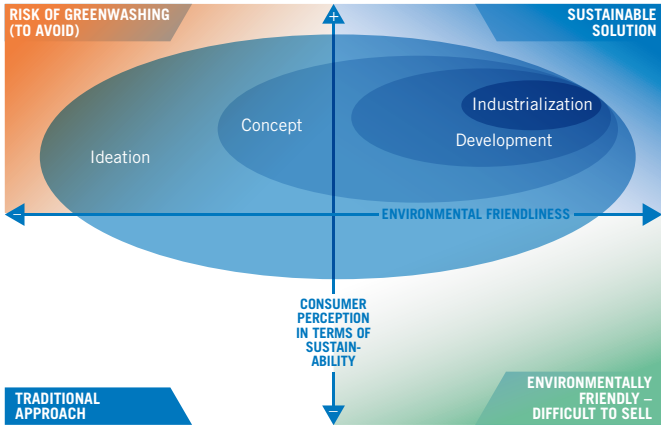 RISK OF GREENWASHING
(TO AVOID)
+
SUSTAINABLE
SOLUTION
Industrialization
Concept
Development
Ideation
−
ENVIRONMENTAL FRIENDLINESS
+
CONSUMER
PERCEPTION
IN TERMS OF
SUSTAIN-
ABILITY
TRADITIONAL
APPROACH
−
ENVIRONMENTALLY
FRIENDLY –
DIFFICULT TO SELL